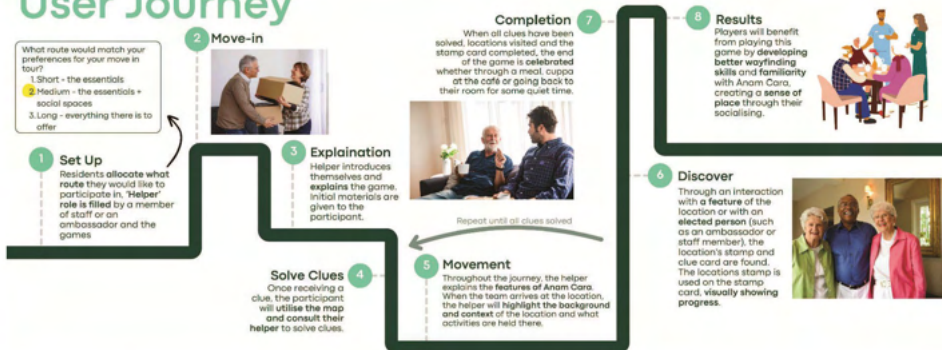 User Journey
What route would match your
preferences for your move in
tour?
1. Short - the essentials
2. Medium - the essentials +
social spaces
3. Long - everything there is to
offer
1
Set Up
Residents allocate what
route they would like to
participate in, 'Helper'
role is filled by a member
of staff or an
ambassador and the
games
2
Move-in
3
Explaination
Helper introduces
themselves and
explains the game.
Initial materials are
given to the
participant.
Solve Clues
4
Once receiving a
clue, the participant
will utilise the map
and consult their
helper to solve clues.
Repeat until all clues solved
5
Movement
Throughout the journey, the helper
explains the features of Anam Cara.
When the team arrives at the location,
the helper will highlight the background
and context of the location and what
activities are held there.
6
Discover
Through an interaction
with a feature of the
location or with an
elected person (such
as an ambassador or
staff member), the
location's stamp and
clue card are found.
The locations stamp is
used on the stamp
card, visually showing
progress.
Completion
7
When all clues have been
solved, locations visited and the
stamp card completed, the end
of the game is celebrated
whether through a meal, cuppa
at the café or going back to
their room for some quiet time.
8
Results
Players will benefit
from playing this
game by developing
better wayfinding
skills and familiarity
with Anam Cara,
creating a sense of
place through their
socialising.